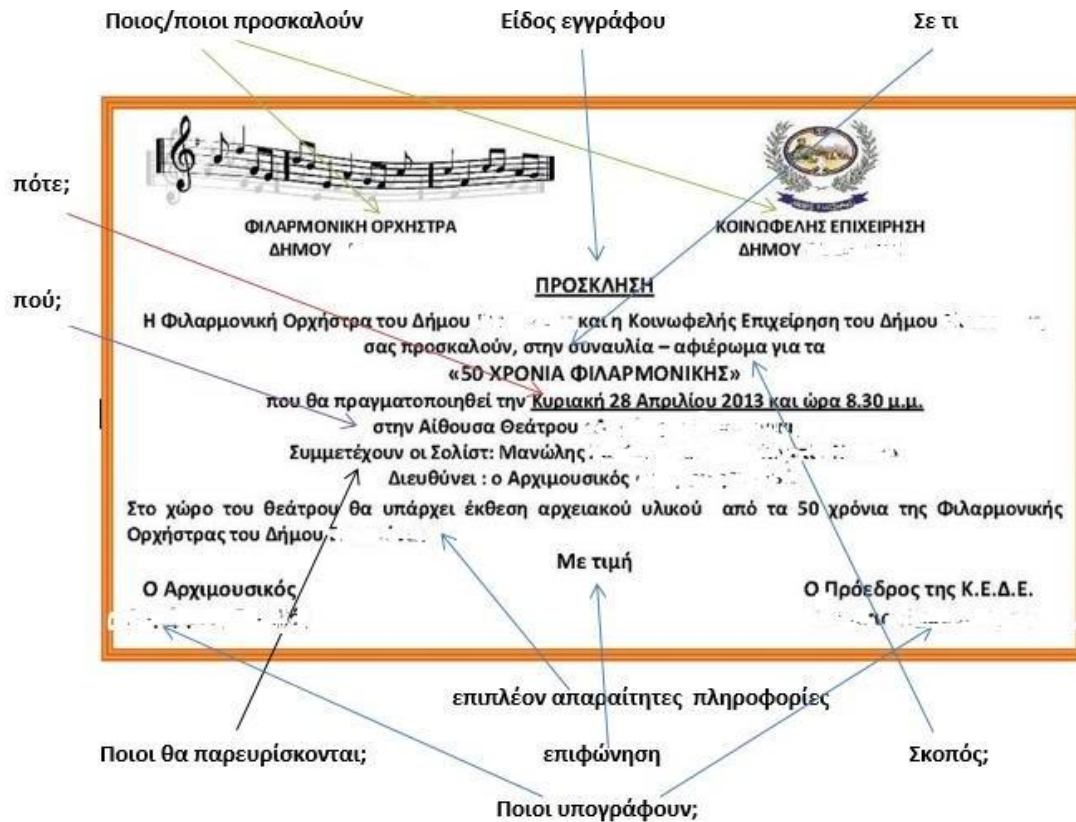 Ποιος/ποιοι προσκαλούν Είδος εγγράφου Σε τι
πότε;
ΦΙΛΑΡΜΟΝΙΚΗ ΟΡΧΗΣΤΡΑ ΚΟΙΝΩΦΕΛΗΣ ΕΠΙΧΕΙΡΗΣΗ
ΔΗΜΟΥ ΔΗΜΟΥ
ΠΡΟΣΚΛΗΣΗ
πού;
Η Φιλαρμονική Ορχήστρα του Δήμου και η Κοινωφελής Επιχείρηση του Δήμου
σας προσκαλούν, στην συναυλία – αφιέρωμα για τα
«50 ΧΡΟΝΙΑ ΦΙΛΑΡΜΟΝΙΚΗΣ»
που θα πραγματοποιηθεί την Κυριακή 28 Απριλίου 2013 και ώρα 8.30 μ.μ.
στην Αίθουσα Θεάτρου
Συμμετέχουν οι Σολίστ: Μανώλης
Διευθύνει : ο Αρχιμουσικός
Στο χώρο του θεάτρου θα υπάρχει έκθεση αρχειακού υλικού από τα 50 χρόνια της Φιλαρμονικής
Ορχήστρας του Δήμου
Με τιμή
Ο Αρχιμουσικός Ο Πρόεδρος της Κ.Ε.Δ.Ε.
επιπλέον απαραίτητες πληροφορίες
Ποιοι θα παρευρίσκονται; επιφώνηση Σκοπός;
Ποιοι υπογράφουν;